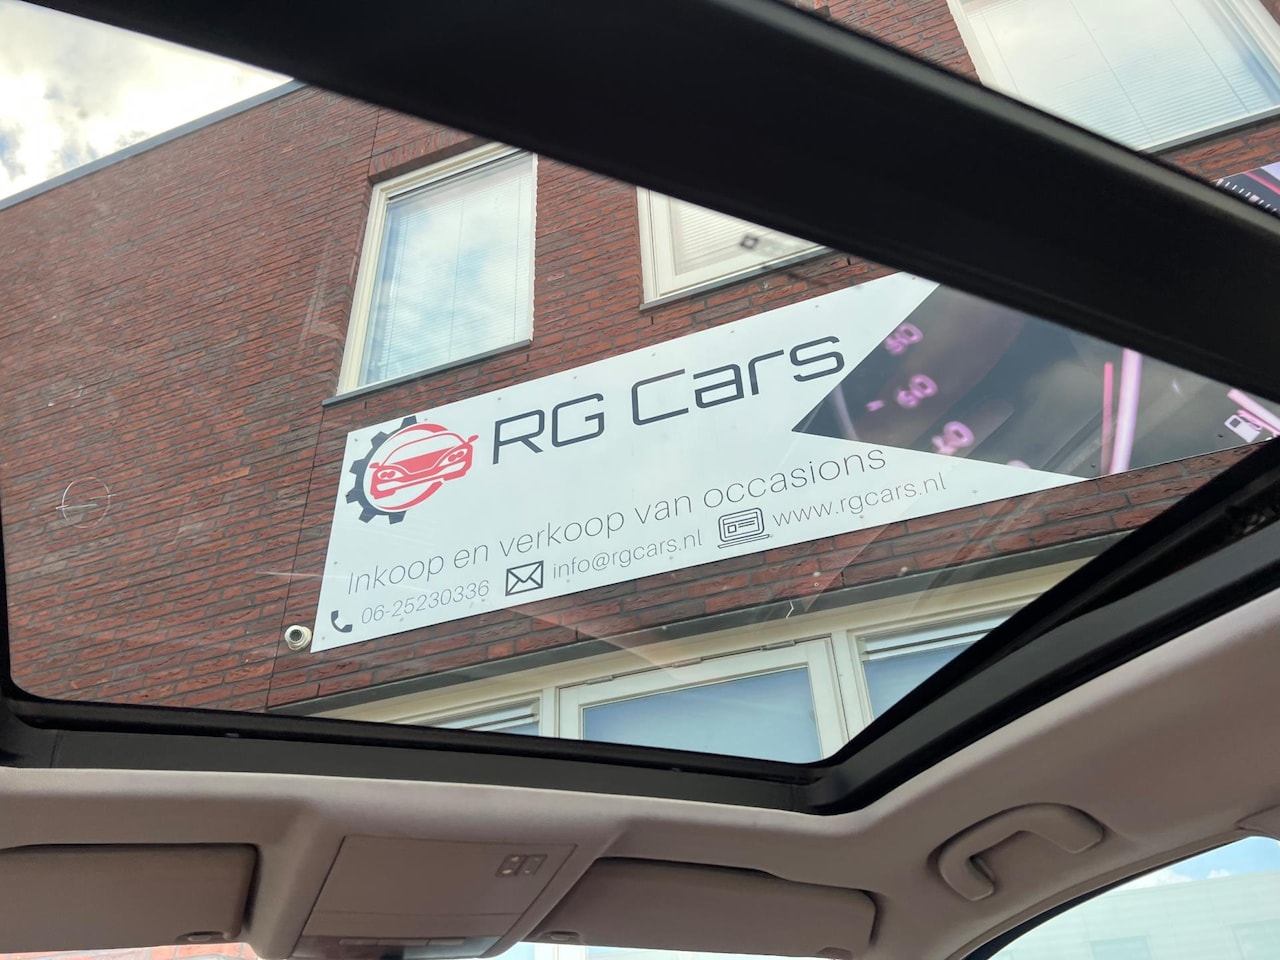 RG Cars
Inkoop en verkoop van occasions
06-25230336 info@rgcars.nl www.rgcars.nl